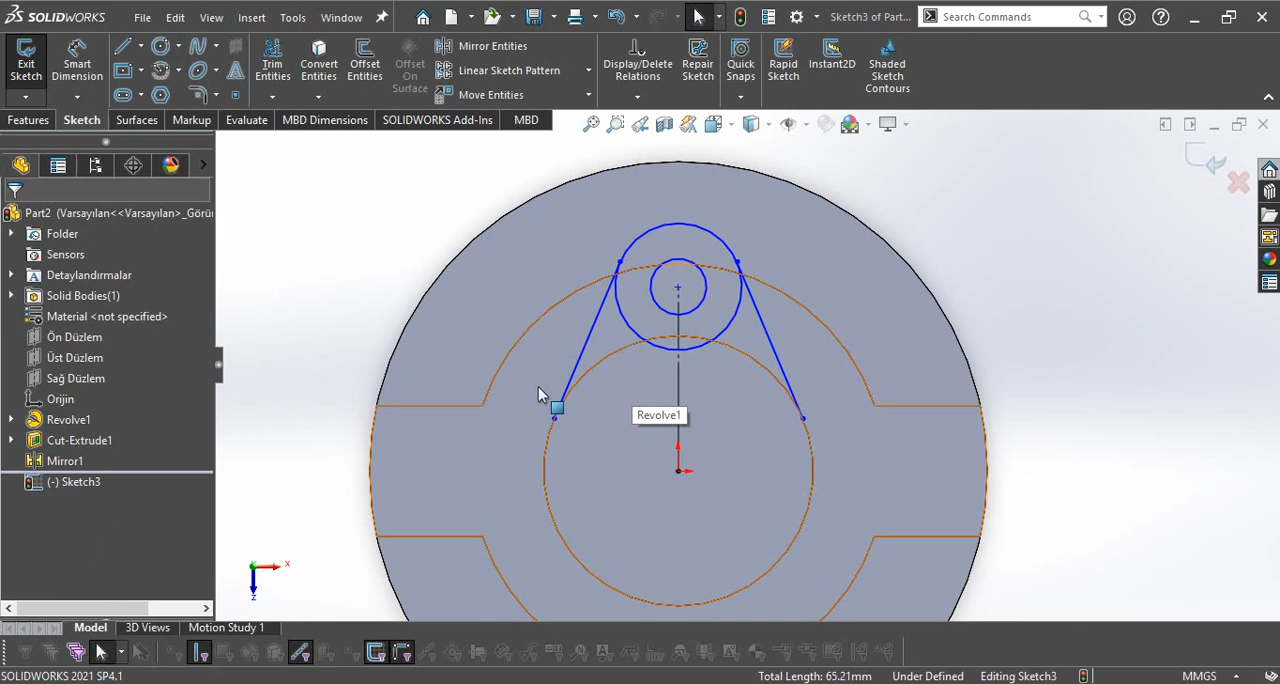 SOLIDWORKS
File
Edit
View
Insert
Tools
Window
Sketch3 of Part...
Search Commands
Exit Sketch
Smart Dimension
Trim Entities
Convert Entities
Offset Entities
Offset On Surface
Mirror Entities
Linear Sketch Pattern
Move Entities
Display/Delete Relations
Repair Sketch
Quick Snaps
Rapid Sketch
Instant2D
Shaded Sketch Contours
Features
Sketch
Surfaces
Markup
Evaluate
MBD Dimensions
SOLIDWORKS Add-Ins
MBD
Part2 (Varsayılan<<Varsayılan>_Görü
Folder
Sensors
Detaylandırmalar
Solid Bodies(1)
Material <not specified>
Ön Düzlem
Üst Düzlem
Sağ Düzlem
Orijin
Revolve1
Cut-Extrude1
Mirror1
(-) Sketch3
Revolve1
x
z
Model
3D Views
Motion Study 1
SOLIDWORKS 2021 SP4.1
Total Length: 65.21mm
Under Defined
Editing Sketch3
MMGS